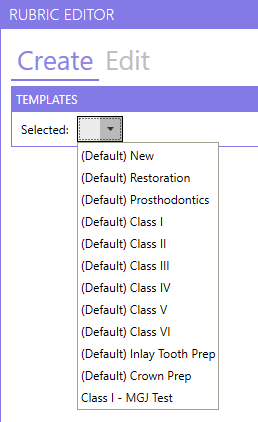 RUBRIC EDITOR
Create Edit
TEMPLATES
Selected:
(Default) New
(Default) Restoration
(Default) Prosthodontics
(Default) Class I
(Default) Class II
(Default) Class III
(Default) Class IV
(Default) Class V
(Default) Class VI
(Default) Inlay Tooth Prep
(Default) Crown Prep
Class I - MGJ Test